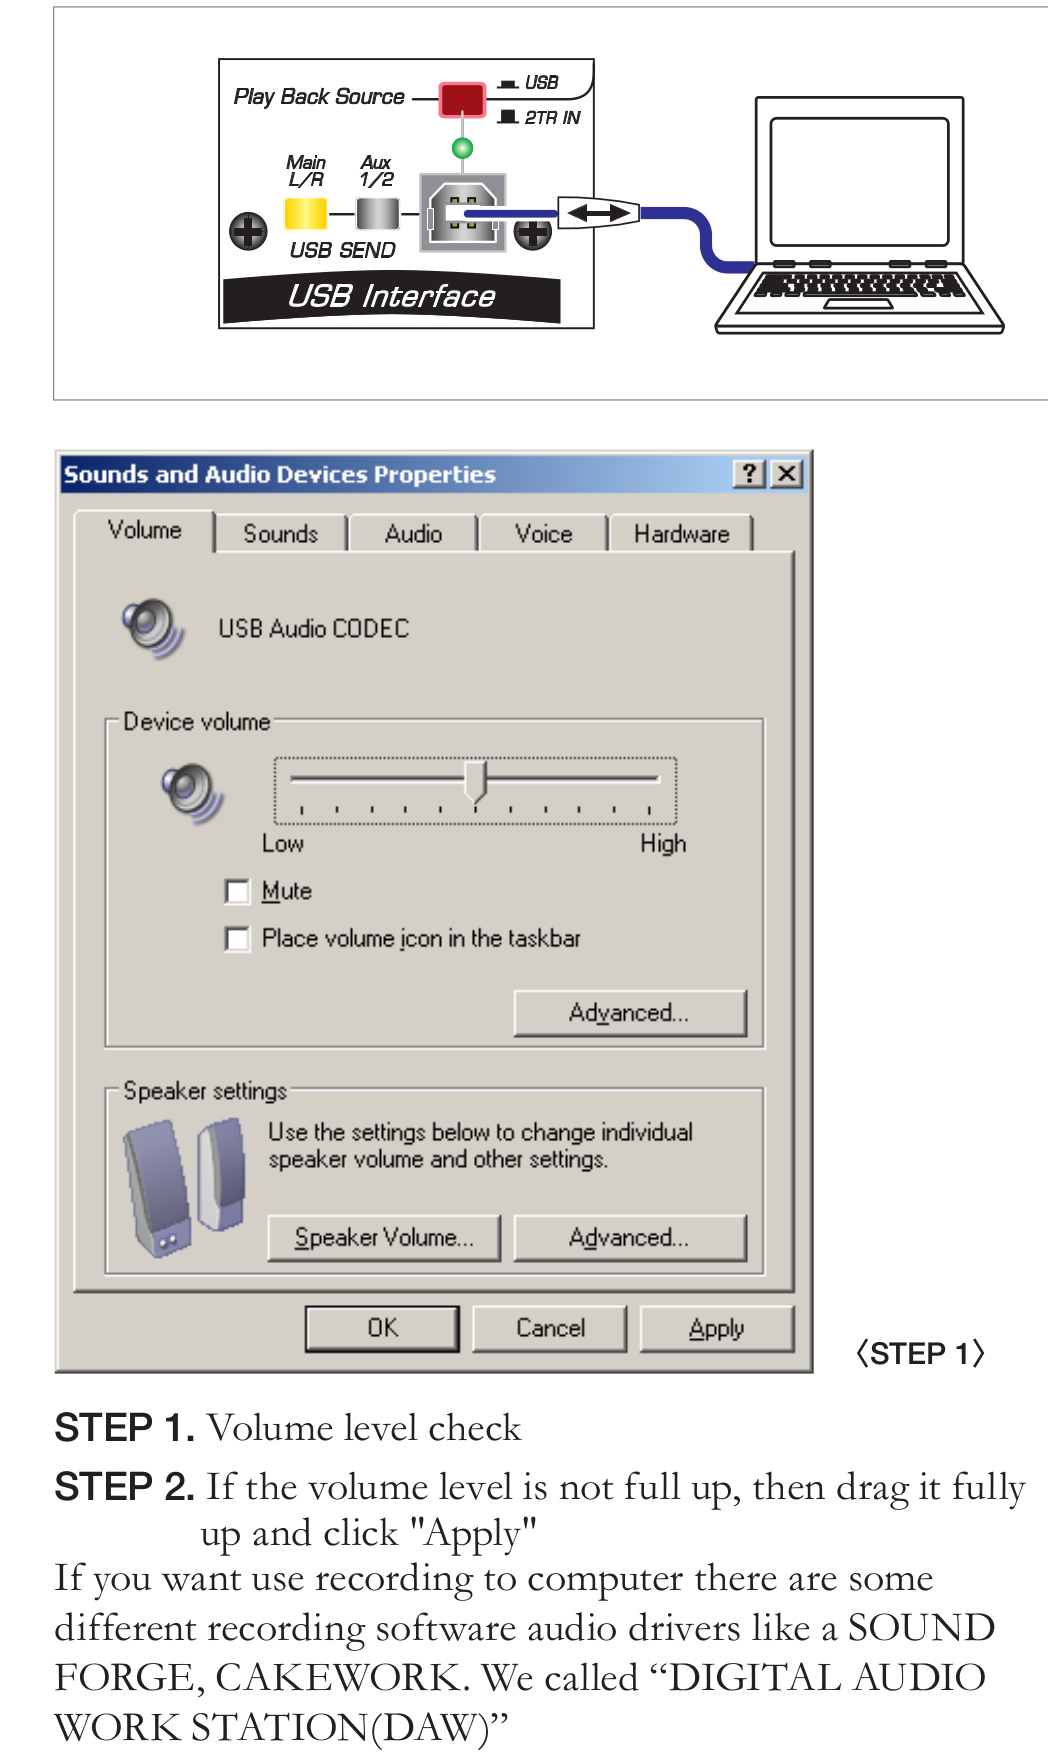 Play Back Source
USB
2TR IN
Main
L/R
Aux
1/2
USB SEND
USB Interface
Sounds and Audio Devices Properties
Volume
Sounds
Audio
Voice
Hardware
USB Audio CODEC
Device volume
Low
High
Mute
Place volume icon in the taskbar
Advanced...
Speaker settings
Use the settings below to change individual
speaker volume and other settings.
Speaker Volume...
Advanced...
OK
Cancel
Apply
〈STEP 1〉
STEP 1. Volume level check
STEP 2. If the volume level is not full up, then drag it fully
up and click "Apply"
If you want use recording to computer there are some
different recording software audio drivers like a SOUND
FORGE, CAKEWORK. We called “DIGITAL AUDIO
WORK STATION(DAW)”